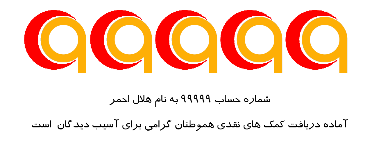 شماره حساب ۹۹۹۹۹ به نام هلال احمر
آماده دریافت کمک های نقدی هموطنان گرامی برای آسیب دیدگان است